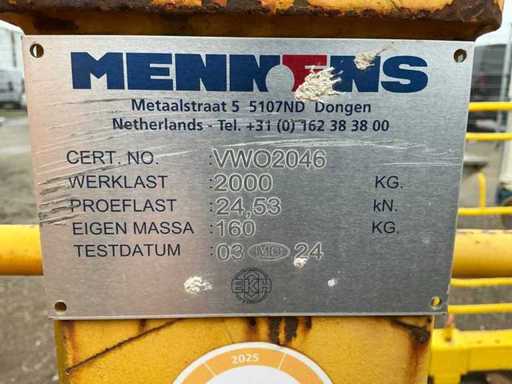 MENNENS
Metaalstraat 5 5107ND Dongen
Netherlands - Tel. +31 (0) 162 38 38 00
CERT. NO. : VWO2046
WERKLAST : 2000 KG.
PROEFLAST : 24,53 kN.
EIGEN MASSA : 160 KG.
TESTDATUM : 03 24
EKH
2025